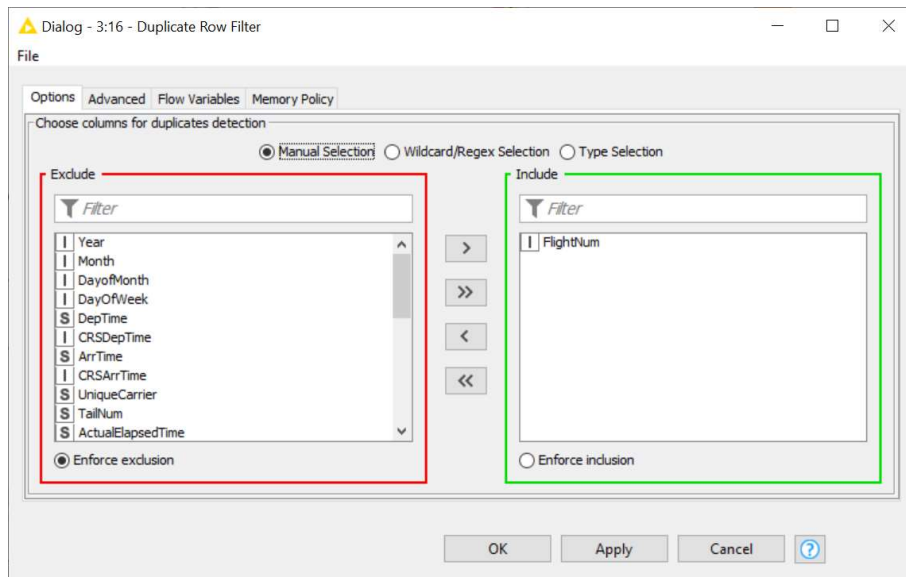 Dialog - 3:16 - Duplicate Row Filter
File
Options Advanced Flow Variables Memory Policy
Choose columns for duplicates detection
Manual Selection Wildcard/Regex Selection Type Selection
Exclude
Filter
I Year
I Month
I DayofMonth
I DayOfWeek
S DepTime
I CRSDepTime
S ArrTime
I CRSArrTime
S UniqueCarrier
S TailNum
S ActualElapsedTime
Enforce exclusion
>
>>
<
<<
Include
Filter
I FlightNum
Enforce inclusion
OK Apply Cancel ?